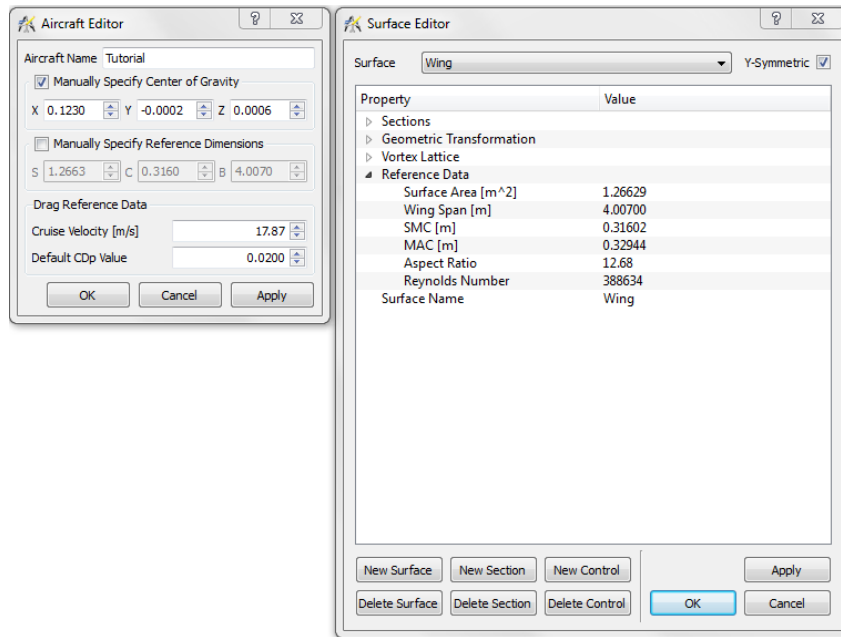 Aircraft Editor
Aircraft Name Tutorial
Manually Specify Center of Gravity
X 0.1230 Y -0.0002 Z 0.0006
Manually Specify Reference Dimensions
S 1.2663 C 0.3160 B 4.0070
Drag Reference Data
Cruise Velocity [m/s] 17.87
Default CDp Value 0.0200
OK Cancel Apply
Surface Editor
Surface Wing Y-Symmetric
Property Value
Sections
Geometric Transformation
Vortex Lattice
Reference Data
Surface Area [m^2] 1.26629
Wing Span [m] 4.00700
SMC [m] 0.31602
MAC [m] 0.32944
Aspect Ratio 12.68
Reynolds Number 388634
Surface Name Wing
New Surface New Section New Control Apply
Delete Surface Delete Section Delete Control OK Cancel